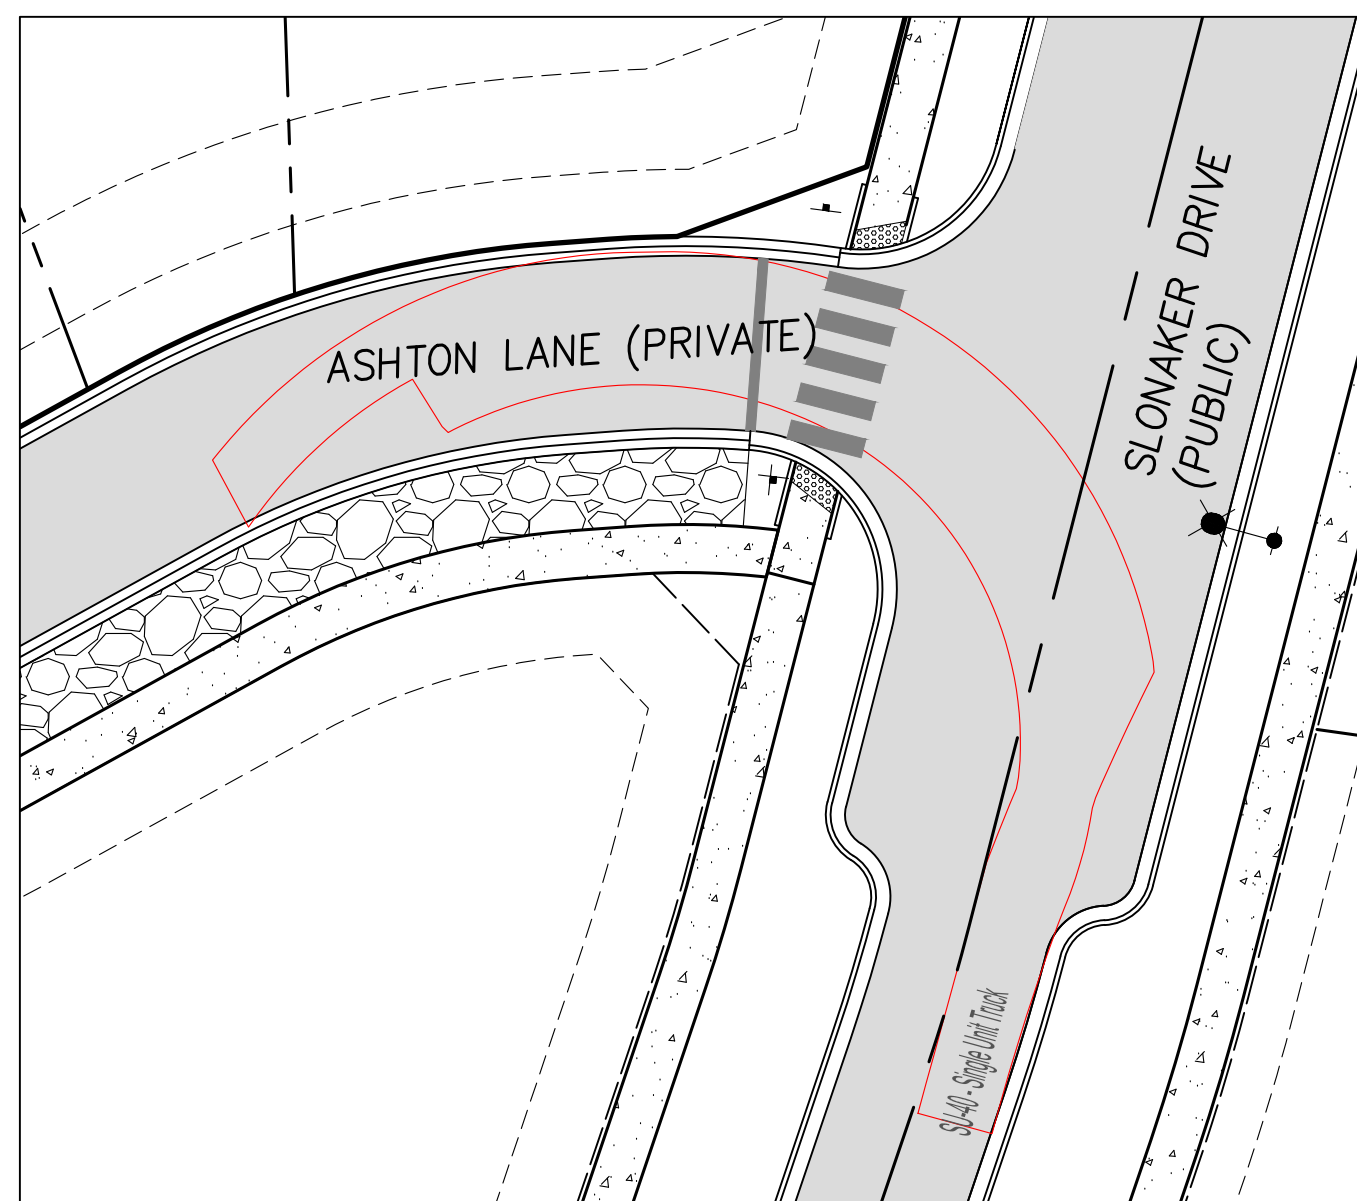 ASHTON LANE (PRIVATE)
SLONAKER DRIVE
(PUBLIC)
SU-40 - Single Unit Truck